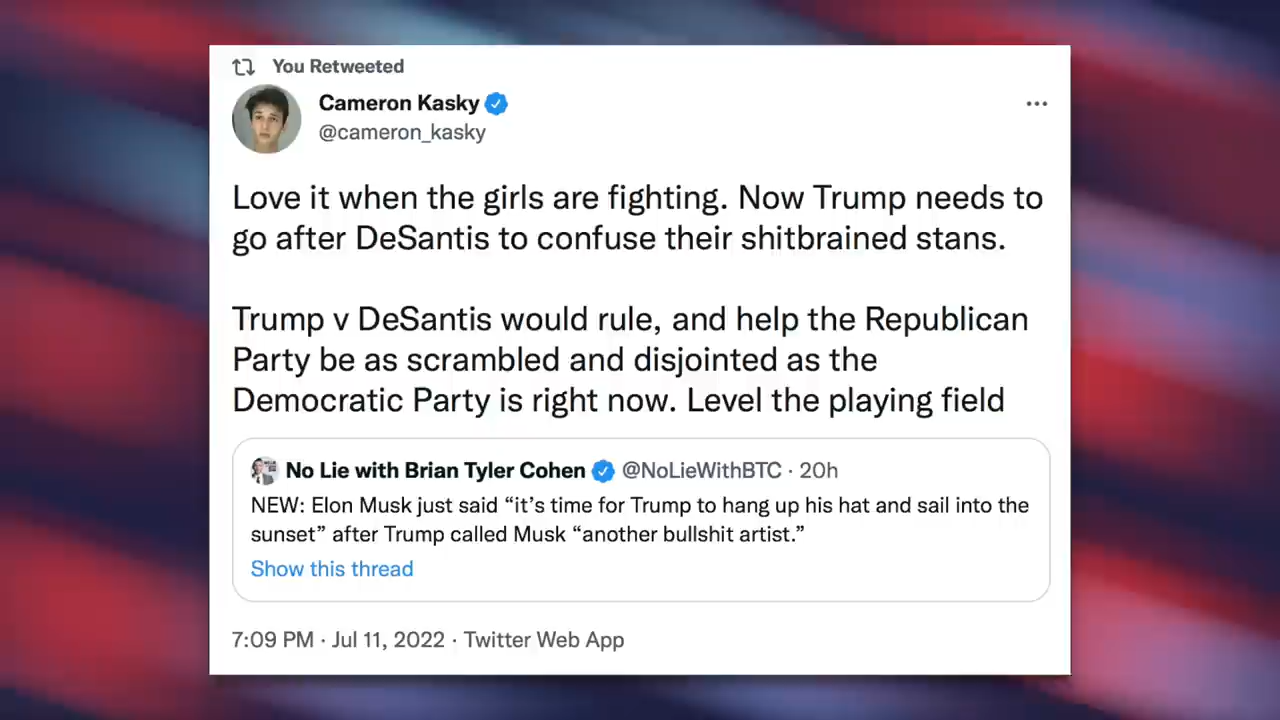 You Retweeted
Cameron Kasky
@cameron_kasky
Love it when the girls are fighting. Now Trump needs to
go after DeSantis to confuse their shitbrained stans.
Trump v DeSantis would rule, and help the Republican
Party be as scrambled and disjointed as the
Democratic Party is right now. Level the playing field
No Lie with Brian Tyler Cohen @NoLieWithBTC · 20h
NEW: Elon Musk just said “it’s time for Trump to hang up his hat and sail into the
sunset” after Trump called Musk “another bullshit artist.”
Show this thread
7:09 PM · Jul 11, 2022 · Twitter Web App